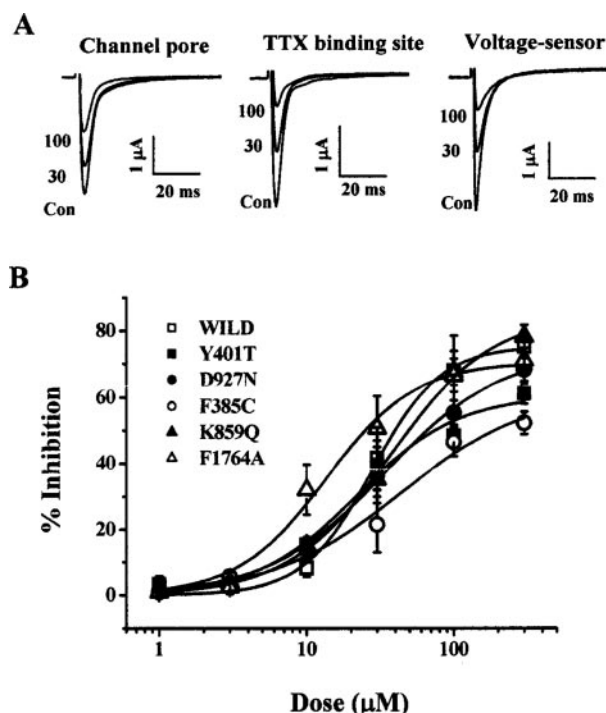 A
Channel pore
TTX binding site
Voltage-sensor
100
30
Con
1 μA
20 ms
100
30
Con
1 μA
20 ms
100
30
Con
1 μA
20 ms
B
80
60
40
20
0
% Inhibition
WILD
Y401T
D927N
F385C
K859Q
F1764A
1
10
100
Dose (μM)